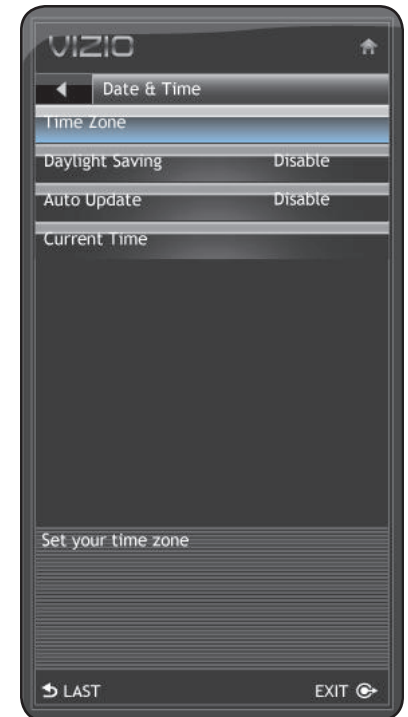 VIZIO
Date & Time
Time Zone
Daylight Saving Disable
Auto Update Disable
Current Time
Set your time zone
LAST EXIT